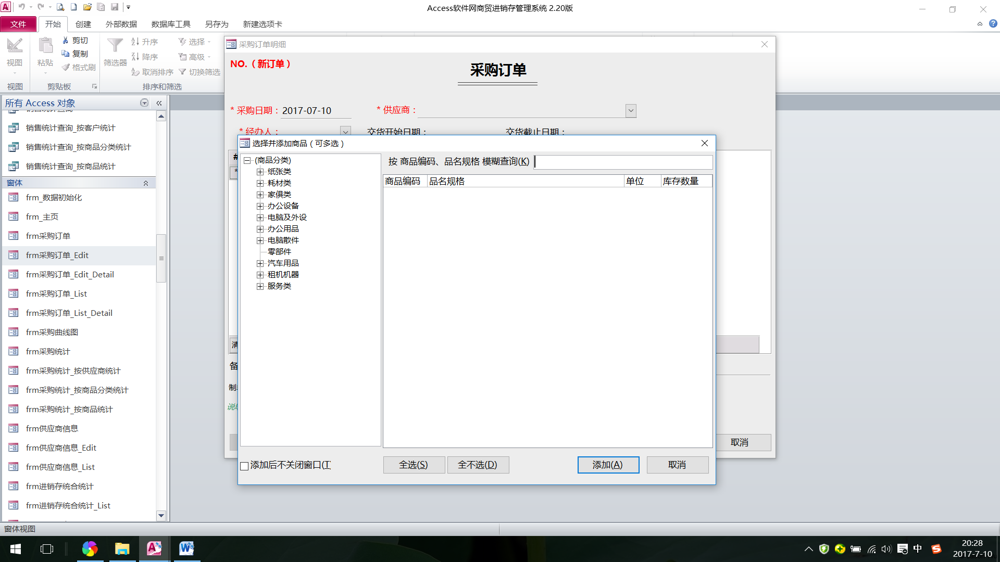 Access软件网商贸进销存管理系统 2.20版
文件 开始 创建 外部数据 数据库工具 另存为 新建选项卡
视图
视图
粘贴
剪切
复制
格式刷
剪贴板
筛选器
升序
降序
取消排序
选择
高级
切换筛选
排序和筛选
所有 Access 对象
销售统计查询_按客户统计
销售统计查询_按商品分类统计
销售统计查询_按商品统计
窗体
frm_数据初始化
frm_主页
frm采购订单
frm采购订单_Edit
frm采购订单_Edit_Detail
frm采购订单_List
frm采购订单_List_Detail
frm采购曲线图
frm采购统计
frm采购统计_按供应商统计
frm采购统计_按商品分类统计
frm采购统计_按商品统计
frm供应商信息
frm供应商信息_Edit
frm供应商信息_List
frm进销存统合统计
frm进销存统合统计_List
采购订单明细
NO.（新订单）
采购订单
* 采购日期： 2017-07-10
* 供应商：
* 经办人：
交货开始日期：
交货截止日期：
#
*
清
备
制
取消
选择并添加商品（可多选）
(商品分类)
纸张类
耗材类
家俱类
办公设备
电脑及外设
办公用品
电脑散件
零部件
汽车用品
租机机器
服务类
按 商品编码、品名规格 模糊查询(K)
商品编码 品名规格 单位 库存数量
添加后不关闭窗口(T)
全选(S) 全不选(D) 添加(A) 取消
窗体视图
中
20:28
2017-7-10